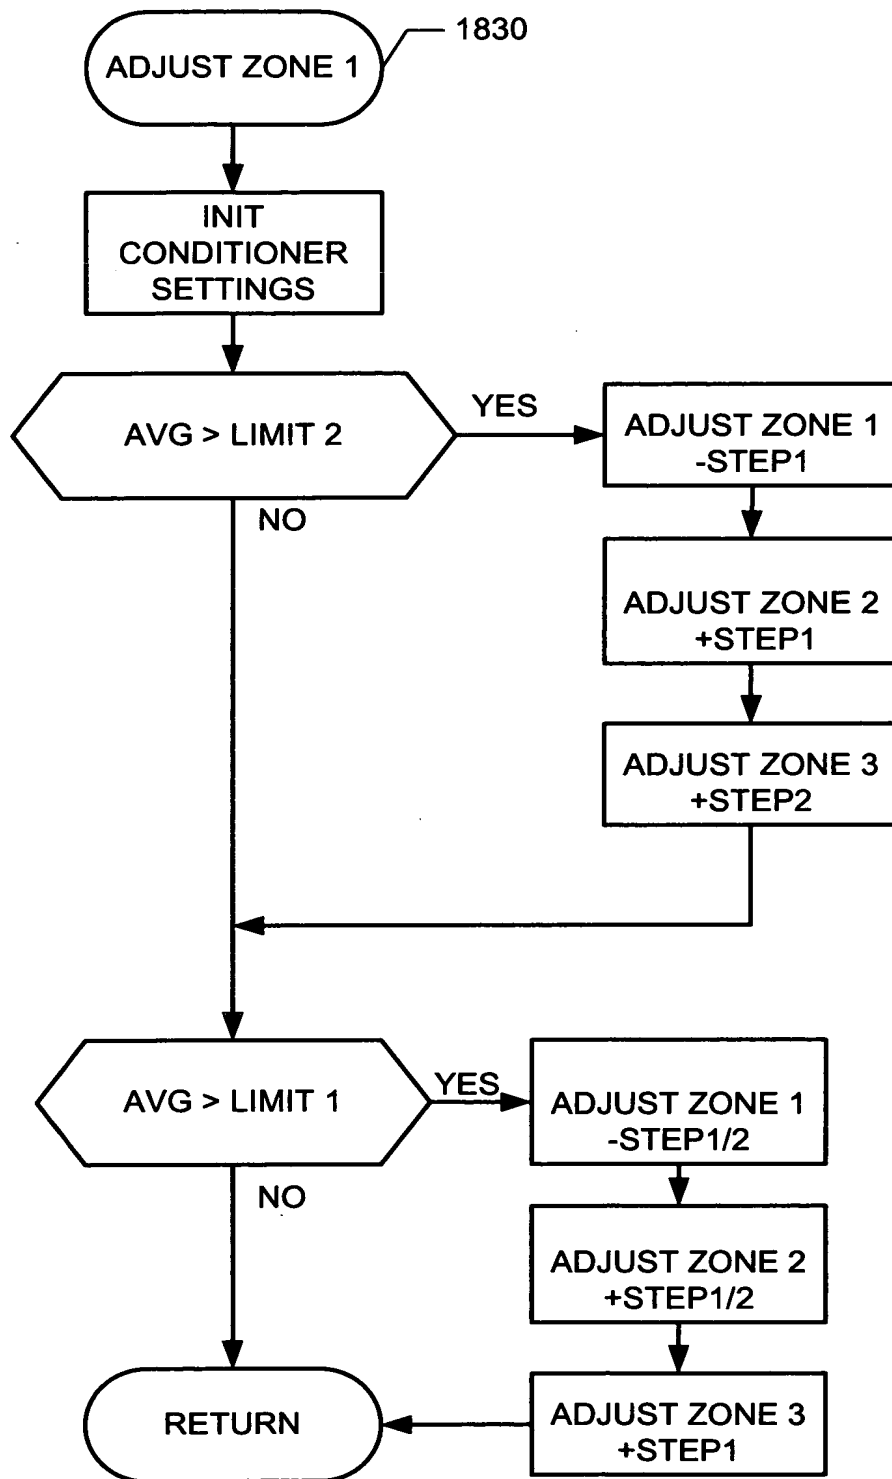 1830
ADJUST ZONE 1
INIT
CONDITIONER
SETTINGS
AVG > LIMIT 2
YES
NO
ADJUST ZONE 1
-STEP1
ADJUST ZONE 2
+STEP1
ADJUST ZONE 3
+STEP2
AVG > LIMIT 1
YES
NO
ADJUST ZONE 1
-STEP1/2
ADJUST ZONE 2
+STEP1/2
ADJUST ZONE 3
+STEP1
RETURN